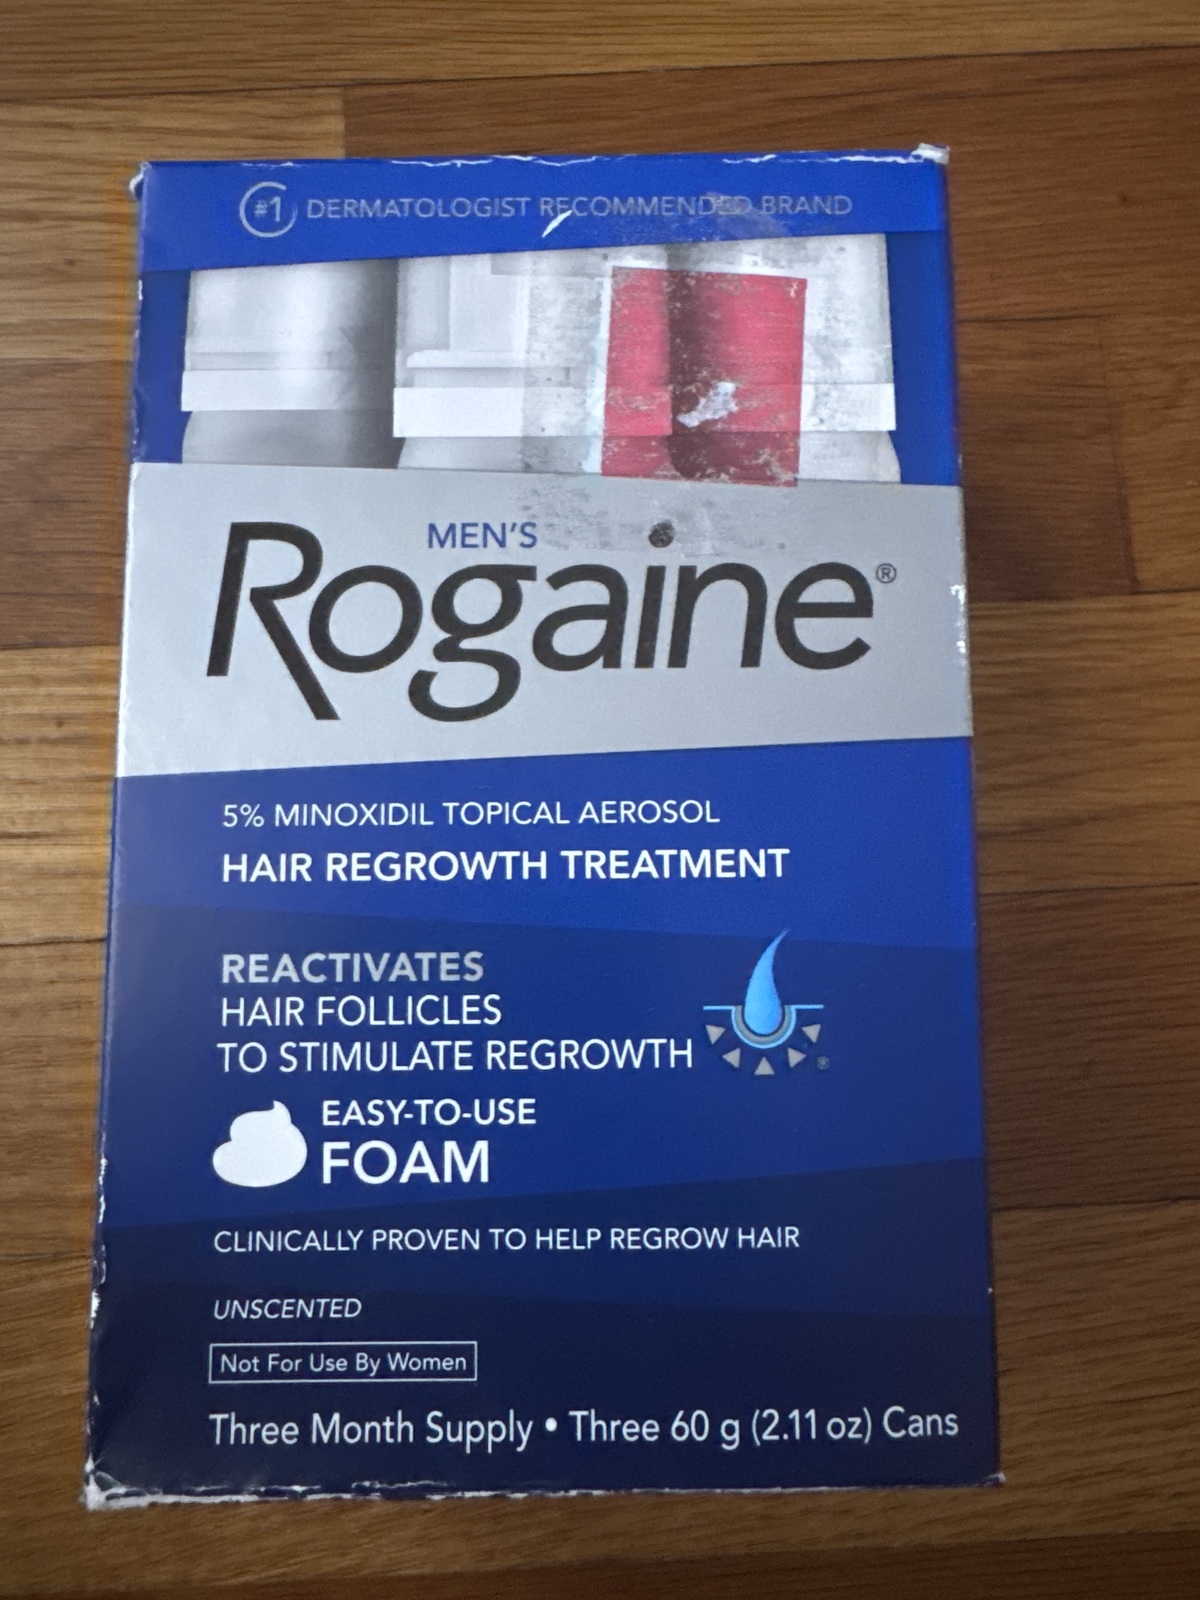 #1 DERMATOLOGIST RECOMMENDED BRAND
MEN'S
Rogaine®
5% MINOXIDIL TOPICAL AEROSOL
HAIR REGROWTH TREATMENT
REACTIVATES
HAIR FOLLICLES
TO STIMULATE REGROWTH
®
EASY-TO-USE
FOAM
CLINICALLY PROVEN TO HELP REGROW HAIR
UNSCENTED
Not For Use By Women
Three Month Supply • Three 60 g (2.11 oz) Cans